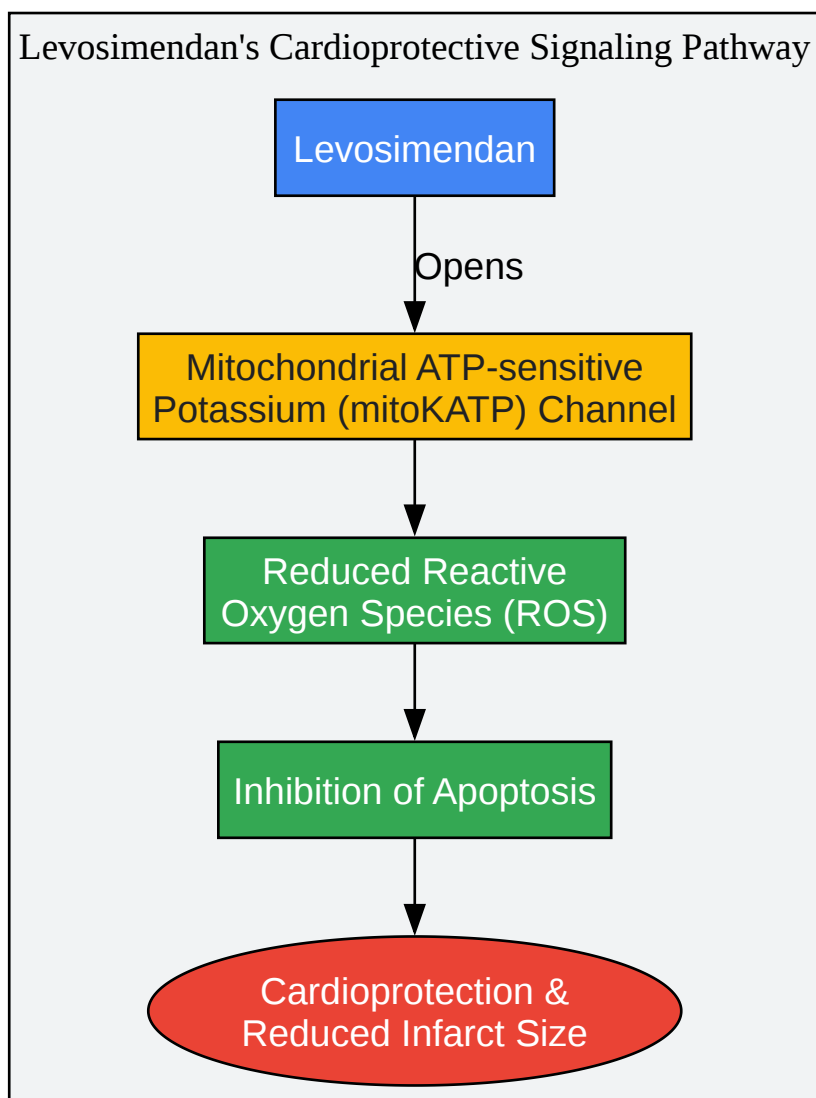 Levosimendan's Cardioprotective Signaling Pathway
Levosimendan
Opens
Mitochondrial ATP-sensitive
Potassium (mitoKATP) Channel
Reduced Reactive
Oxygen Species (ROS)
Inhibition of Apoptosis
Cardioprotection &
Reduced Infarct Size